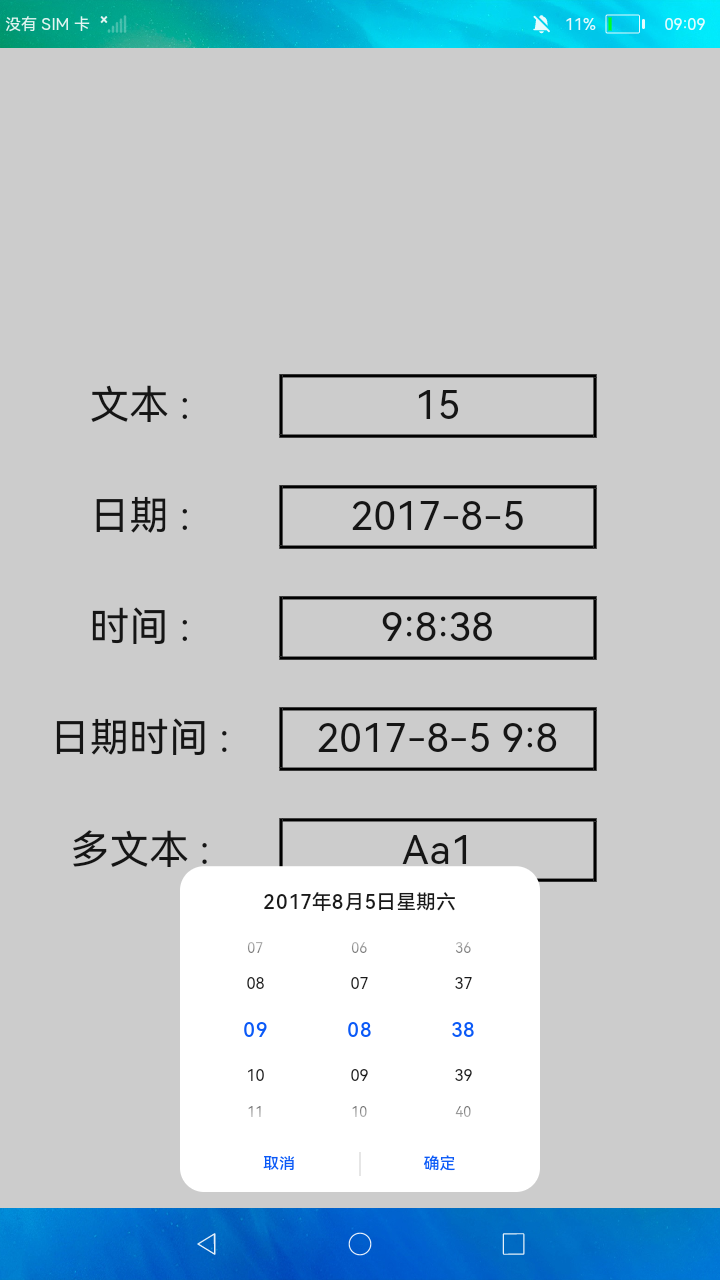 没有 SIM 卡 11% 09:09
文本 : 15
日期 : 2017-8-5
时间 : 9:8:38
日期时间 : 2017-8-5 9:8
多文本 : Aa1
2017年8月5日星期六
07 06 36
08 07 37
09 08 38
10 09 39
11 10 40
取消 确定